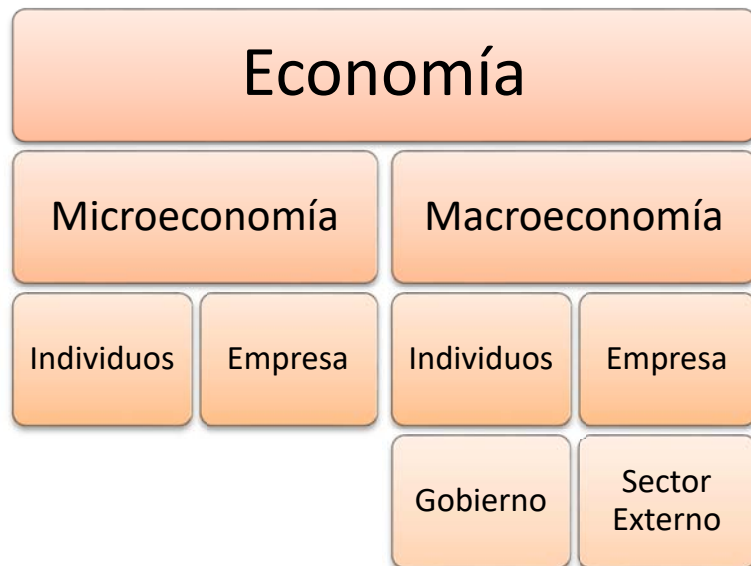 Economía
Microeconomía
Macroeconomía
Individuos
Empresa
Individuos
Empresa
Gobierno
Sector
Externo